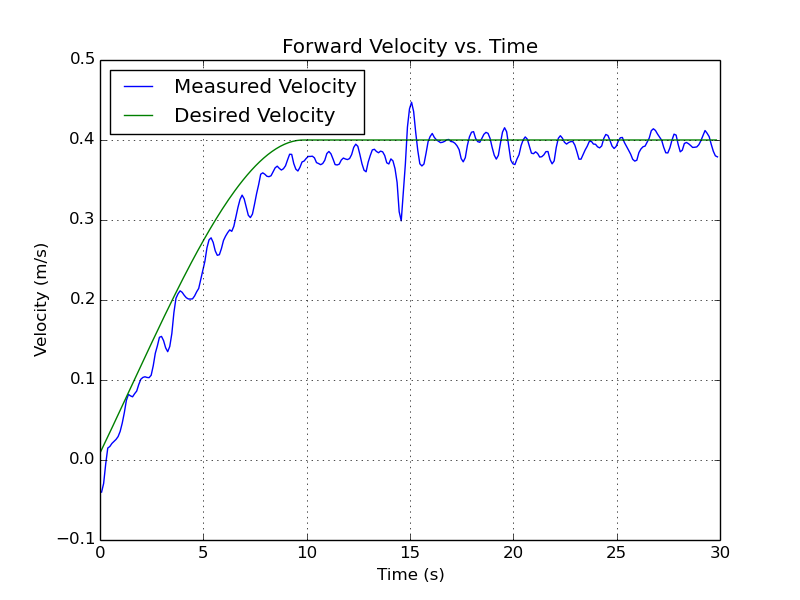 Forward Velocity vs. Time
Measured Velocity
Desired Velocity
Velocity (m/s)
0.5
0.4
0.3
0.2
0.1
0.0
−0.1
0 5 10 15 20 25 30
Time (s)